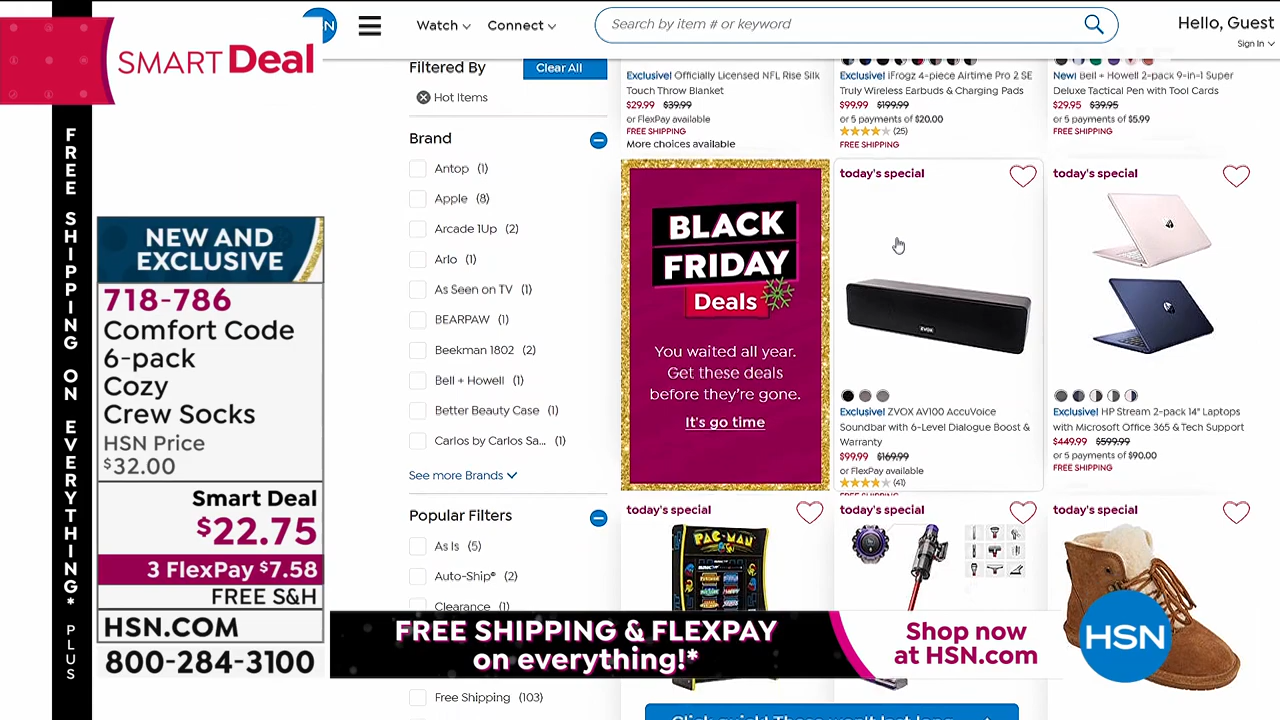 SMART Deal
FREE SHIPPING ON EVERYTHING* PLUS
NEW AND
EXCLUSIVE
718-786
Comfort Code
6-pack
Cozy
Crew Socks
HSN Price
$32.00
Smart Deal
$22.75
3 FlexPay $7.58
FREE S&H
HSN.COM
800-284-3100
Watch
Connect
Search by item # or keyword
Hello, Guest
Sign In
Filtered By
Clear All
Hot Items
Brand
Antop (1)
Apple (8)
Arcade 1Up (2)
Arlo (1)
As Seen on TV (1)
BEARPAW (1)
Beekman 1802 (2)
Bell + Howell (1)
Better Beauty Case (1)
Carlos by Carlos Sa... (1)
See more Brands
Popular Filters
As Is (5)
Auto-Ship® (2)
Clearance (1)
Free Shipping (103)
Exclusive! Officially Licensed NFL Rise Silk
Touch Throw Blanket
$29.99 $39.99
or FlexPay available
FREE SHIPPING
More choices available
Exclusive! iFrogz 4-piece Airtime Pro 2 SE
Truly Wireless Earbuds & Charging Pads
$99.99 $199.99
or 5 payments of $20.00
(25)
FREE SHIPPING
New! Bell + Howell 2-pack 9-in-1 Super
Deluxe Tactical Pen with Tool Cards
$29.95 $39.95
or 5 payments of $5.99
FREE SHIPPING
BLACK
FRIDAY
Deals
You waited all year.
Get these deals
before they're gone.
It's go time
today's special
ZVOX
Exclusive! ZVOX AV100 AccuVoice
Soundbar with 6-Level Dialogue Boost &
Warranty
$99.99 $169.99
or FlexPay available
(41)
FREE SHIPPING
today's special
Exclusive! HP Stream 2-pack 14" Laptops
with Microsoft Office 365 & Tech Support
$449.99 $599.99
or 5 payments of $90.00
FREE SHIPPING
today's special
PAC-MAN
today's special
today's special
FREE SHIPPING & FLEXPAY
on everything!*
Shop now
at HSN.com
HSN
Click quick! These won't last long